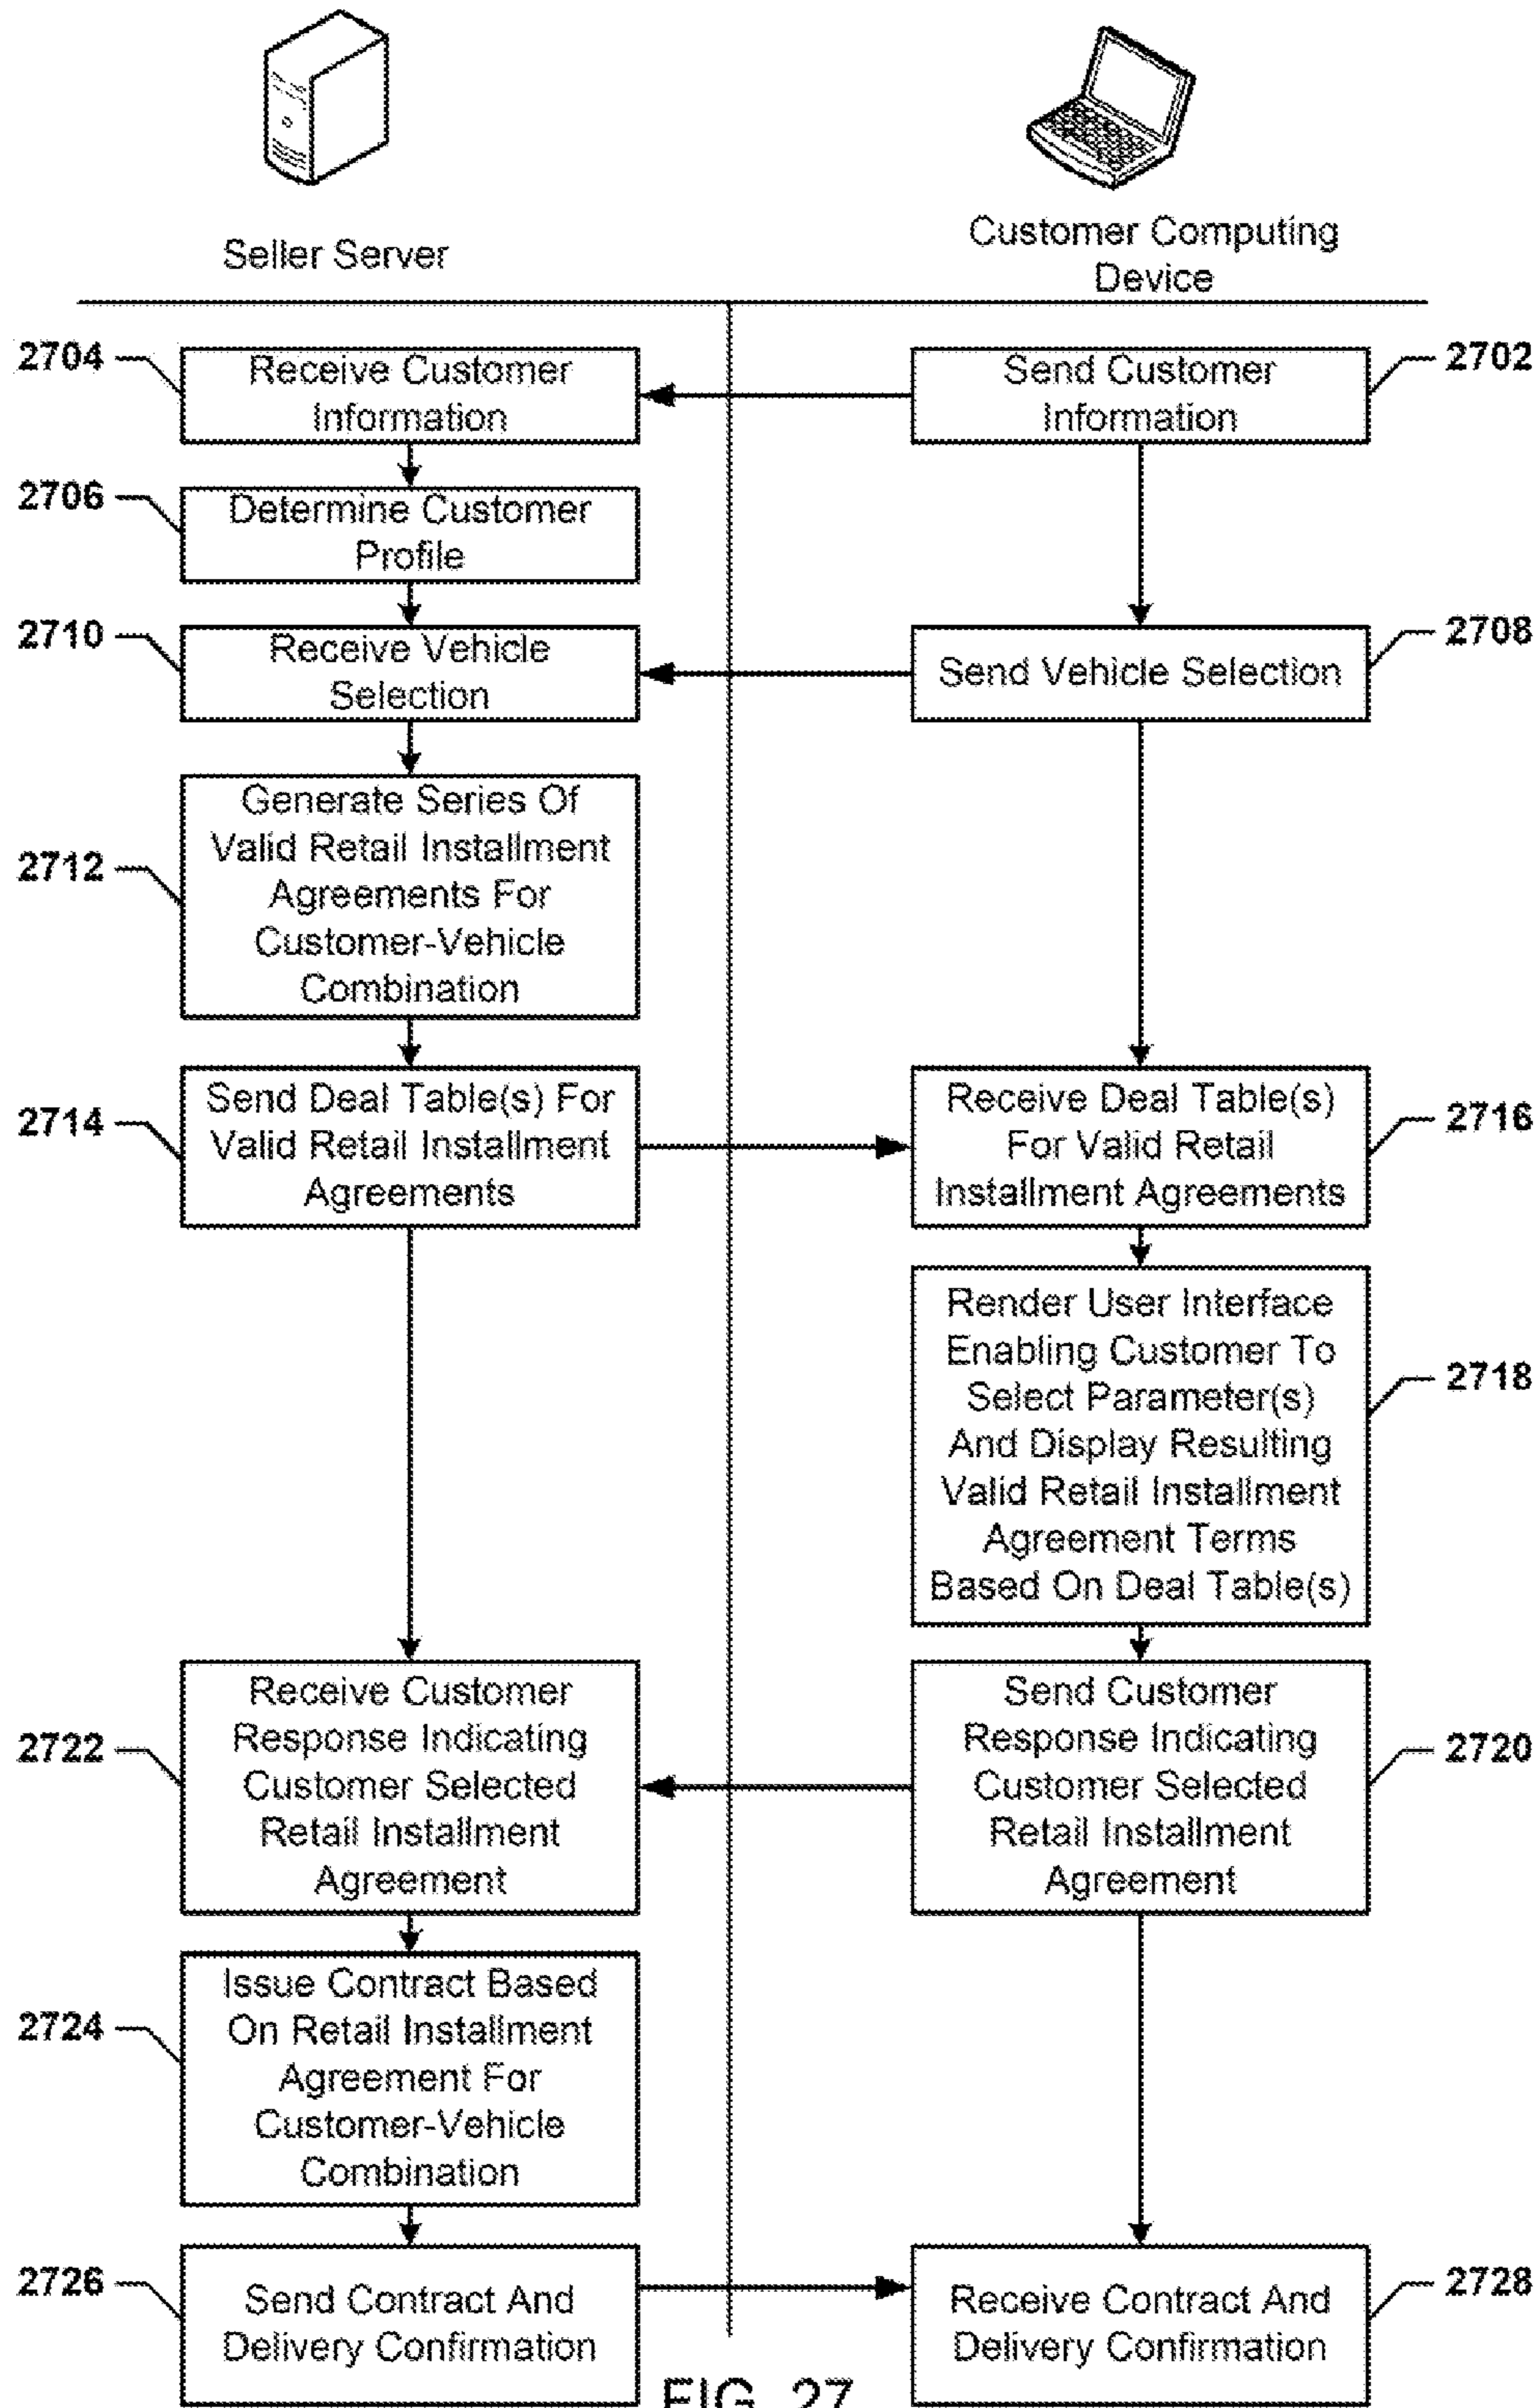 Seller Server
Customer Computing
Device
2704
Receive Customer
Information
Send Customer
Information
2702
2706
Determine Customer
Profile
2710
Receive Vehicle
Selection
Send Vehicle Selection
2708
2712
Generate Series Of
Valid Retail Installment
Agreements For
Customer-Vehicle
Combination
2714
Send Deal Table(s) For
Valid Retail Installment
Agreements
Receive Deal Table(s)
For Valid Retail
Installment Agreements
2716
Render User Interface
Enabling Customer To
Select Parameter(s)
And Display Resulting
Valid Retail Installment
Agreement Terms
Based On Deal Table(s)
2718
2722
Receive Customer
Response Indicating
Customer Selected
Retail Installment
Agreement
Send Customer
Response Indicating
Customer Selected
Retail Installment
Agreement
2720
2724
Issue Contract Based
On Retail Installment
Agreement For
Customer-Vehicle
Combination
2726
Send Contract And
Delivery Confirmation
Receive Contract And
Delivery Confirmation
2728
FIG. 27